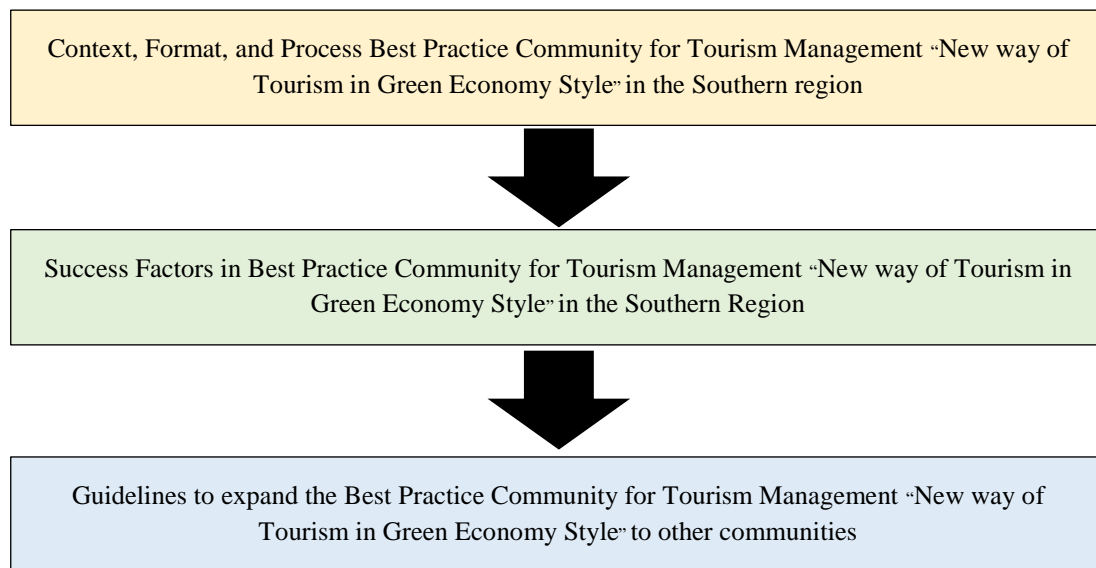 Context, Format, and Process Best Practice Community for Tourism Management “New way of
Tourism in Green Economy Style” in the Southern region
Success Factors in Best Practice Community for Tourism Management “New way of Tourism in
Green Economy Style” in the Southern Region
Guidelines to expand the Best Practice Community for Tourism Management “New way of
Tourism in Green Economy Style” to other communities